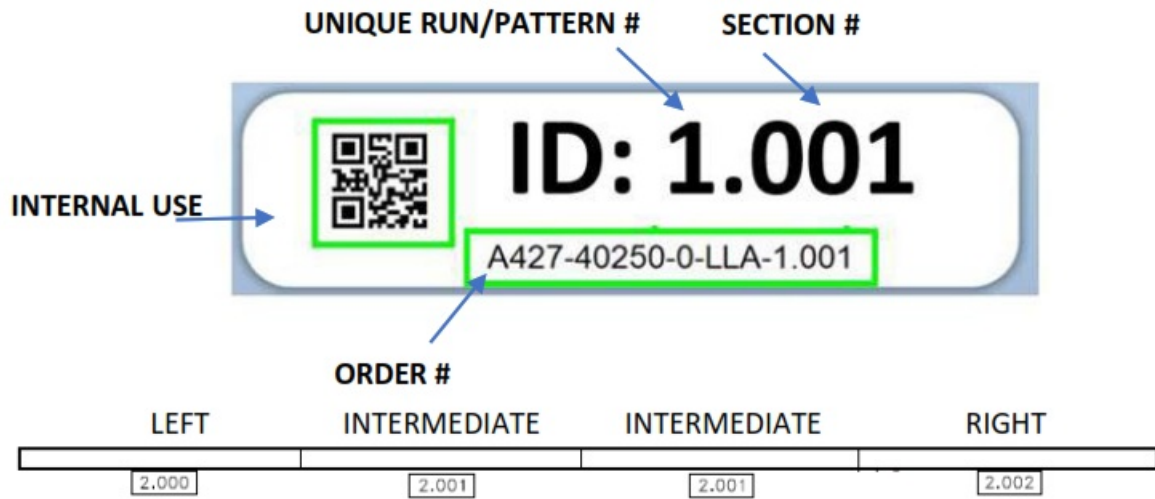 UNIQUE RUN/PATTERN # SECTION #
ID: 1.001
INTERNAL USE
A427-40250-0-LLA-1.001
ORDER #
LEFT INTERMEDIATE INTERMEDIATE RIGHT
2.000 2.001 2.001 2.002